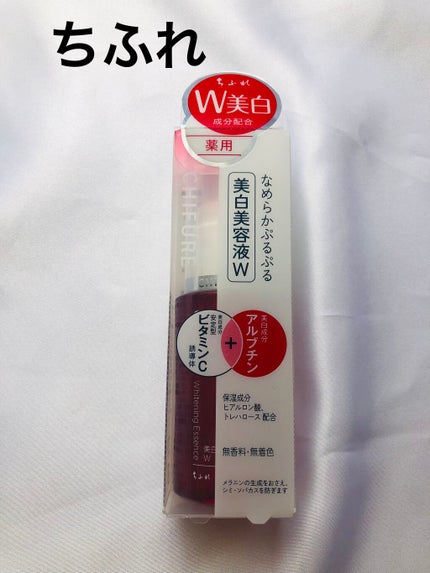 ちふれ
ちふれ
W美白
成分配合
薬用
CHIFURE
なめらかぷるぷる
美白美容液W
美白成分
アルブチン
+
美白成分
安定型
ビタミンC
誘導体
保湿成分
ヒアルロン酸、
トレハロース 配合
無香料・無着色
メラニンの生成をおさえ、
シミ・ソバカスを防ぎます
Whitening Essence
美白
W
ちふれ